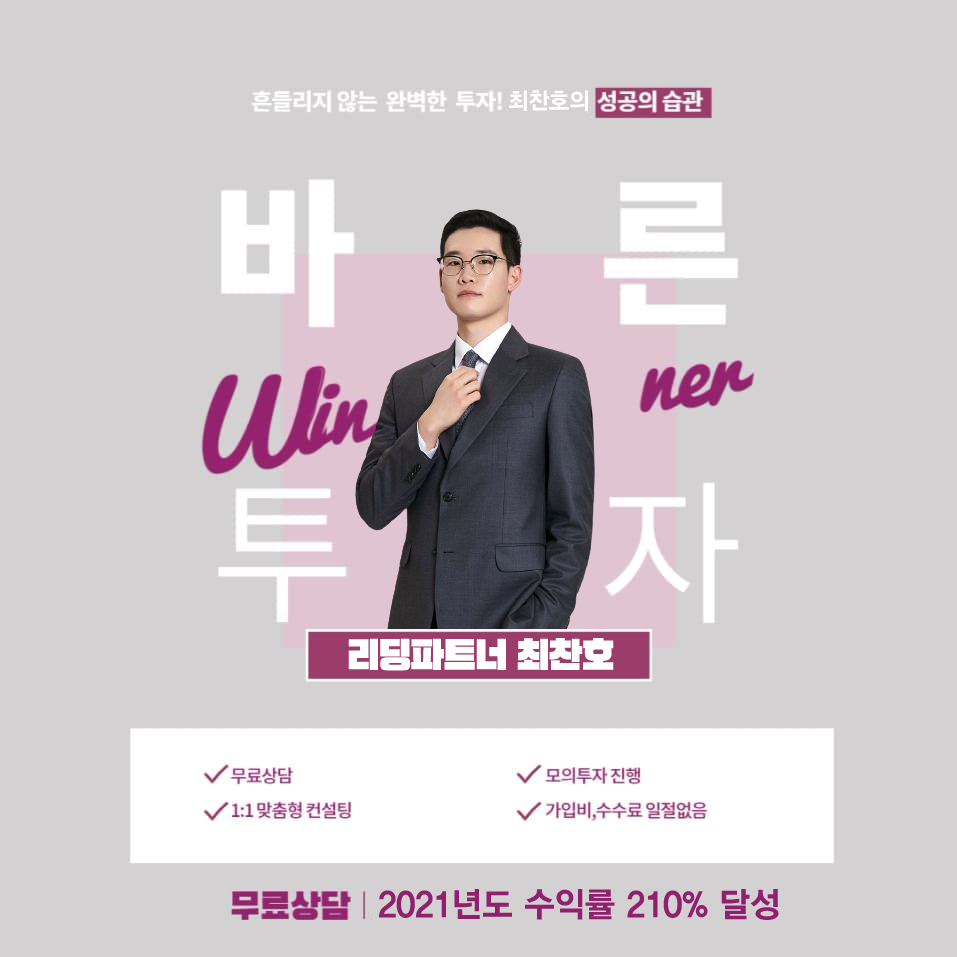 흔들리지 않는 완벽한 투자! 최찬호의 성공의 습관
바른
Winner
투자
리딩파트너 최찬호
무료상담
모의투자 진행
1:1 맞춤형 컨설팅
가입비,수수료 일절없음
무료상담 | 2021년도 수익률 210% 달성